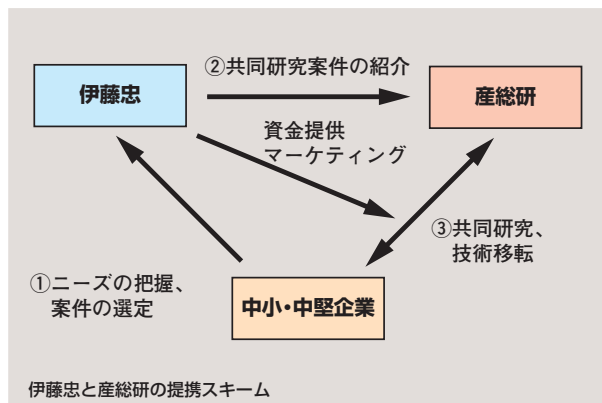 ②共同研究案件の紹介
伊藤忠
産総研
資金提供
マーケティング
③共同研究、
技術移転
①ニーズの把握、
案件の選定
中小・中堅企業
伊藤忠と産総研の提携スキーム